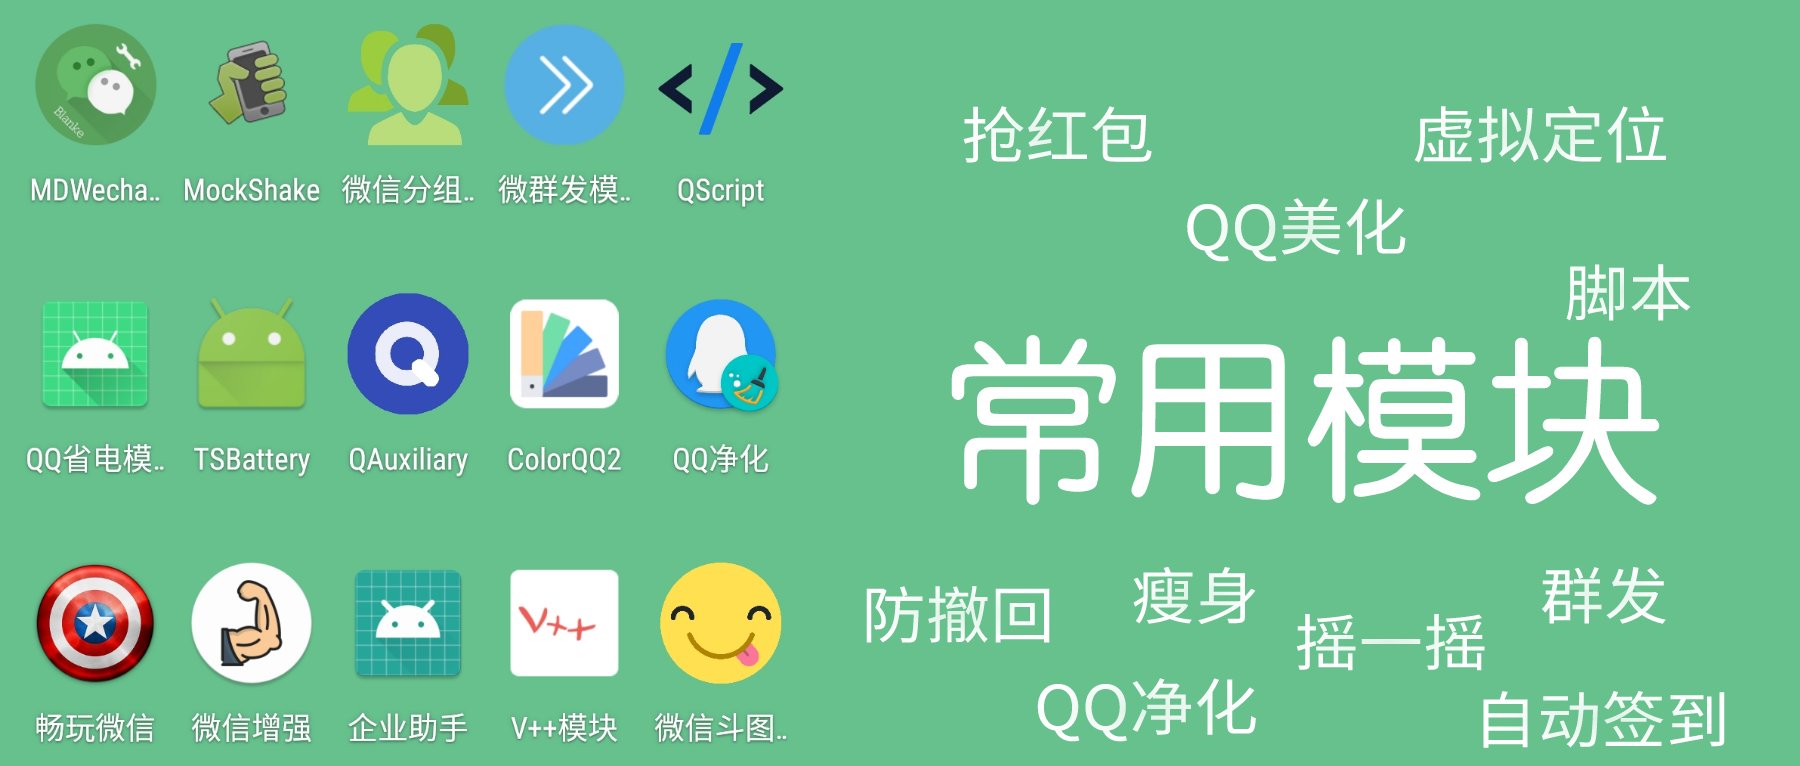 Blanke
MDWecha..
MockShake
微信分组..
微群发模..
QScript
QQ省电模..
TSBattery
QAuxiliary
ColorQQ2
QQ净化
V++
畅玩微信
微信增强
企业助手
V++模块
微信斗图..
抢红包
虚拟定位
QQ美化
脚本
常用模块
防撤回
瘦身
群发
摇一摇
QQ净化
自动签到